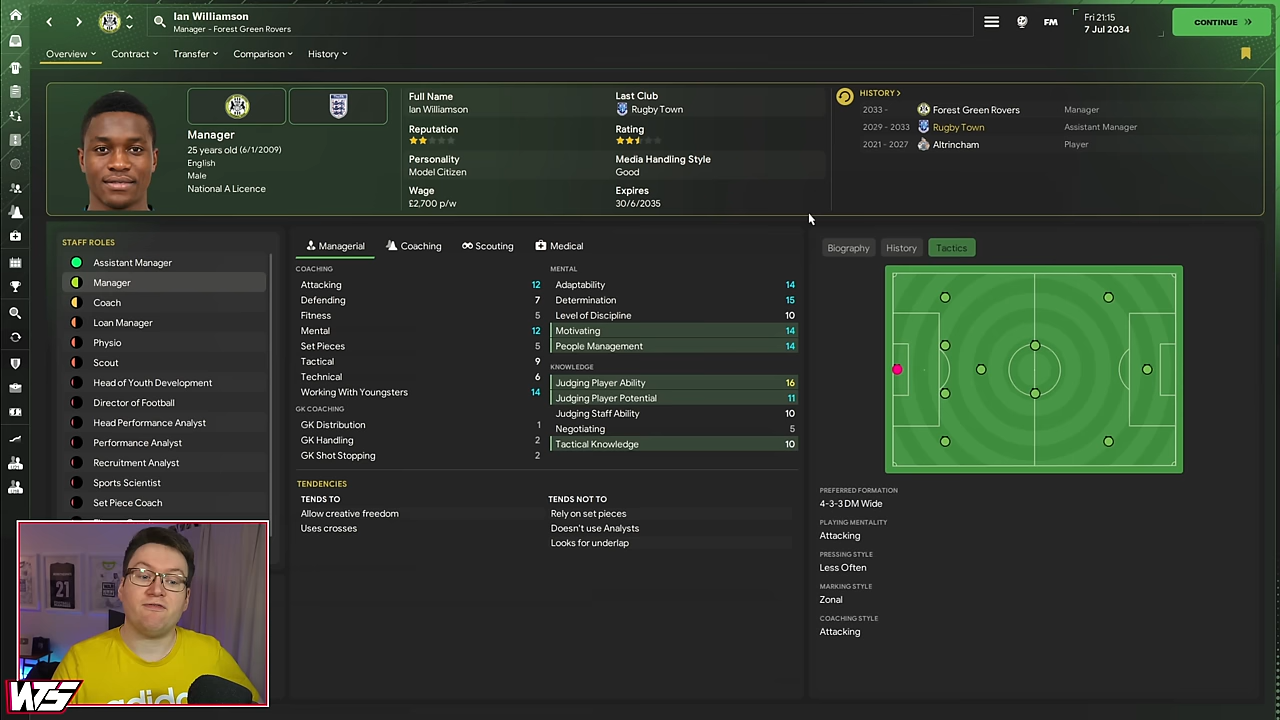 Ian Williamson
Manager - Forest Green Rovers
FM
Fri 21:15
7 Jul 2034
CONTINUE
Overview
Contract
Transfer
Comparison
History
Manager
25 years old (6/1/2009)
English
Male
National A Licence
Full Name
Ian Williamson
Reputation
Personality
Model Citizen
Wage
£2,700 p/w
Last Club
Rugby Town
Rating
Media Handling Style
Good
Expires
30/6/2035
HISTORY >
2033 - Forest Green Rovers Manager
2029 - 2033 Rugby Town Assistant Manager
2021 - 2027 Altrincham Player
STAFF ROLES
Assistant Manager
Manager
Coach
Loan Manager
Physio
Scout
Head of Youth Development
Director of Football
Head Performance Analyst
Performance Analyst
Recruitment Analyst
Sports Scientist
Set Piece Coach
Managerial
Coaching
Scouting
Medical
COACHING
Attacking 12
Defending 7
Fitness 5
Mental 12
Set Pieces 5
Tactical 9
Technical 6
Working With Youngsters 14
GK COACHING
GK Distribution 1
GK Handling 2
GK Shot Stopping 2
MENTAL
Adaptability 14
Determination 15
Level of Discipline 10
Motivating 14
People Management 14
KNOWLEDGE
Judging Player Ability 16
Judging Player Potential 11
Judging Staff Ability 10
Negotiating 5
Tactical Knowledge 10
TENDENCIES
TENDS TO
Allow creative freedom
Uses crosses
TENDS NOT TO
Rely on set pieces
Doesn't use Analysts
Looks for underlap
Biography
History
Tactics
PREFERRED FORMATION
4-3-3 DM Wide
PLAYING MENTALITY
Attacking
PRESSING STYLE
Less Often
MARKING STYLE
Zonal
COACHING STYLE
Attacking
21
adidas
WTS